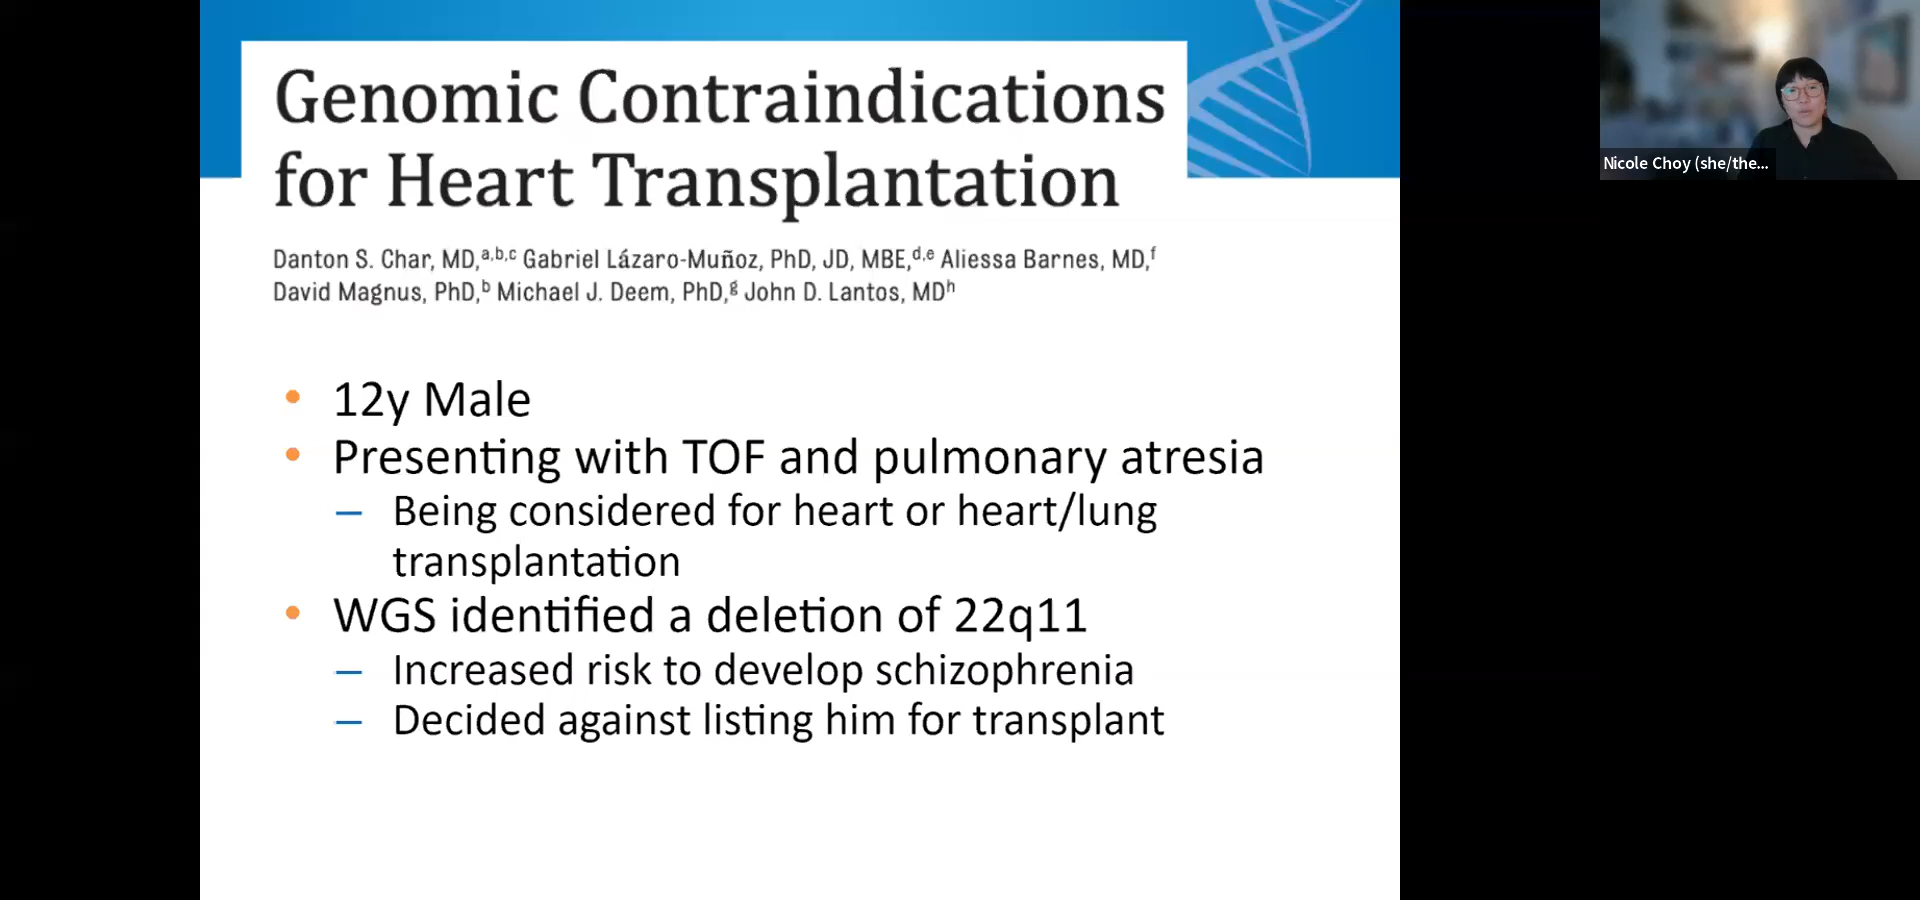 Genomic Contraindications
for Heart Transplantation
Danton S. Char, MD,a,b,c Gabriel Lázaro-Muñoz, PhD, JD, MBE,d,e Aliessa Barnes, MD,f
David Magnus, PhD,b Michael J. Deem, PhD,g John D. Lantos, MDh
• 12y Male
• Presenting with TOF and pulmonary atresia
– Being considered for heart or heart/lung
transplantation
• WGS identified a deletion of 22q11
– Increased risk to develop schizophrenia
– Decided against listing him for transplant
Nicole Choy (she/the...